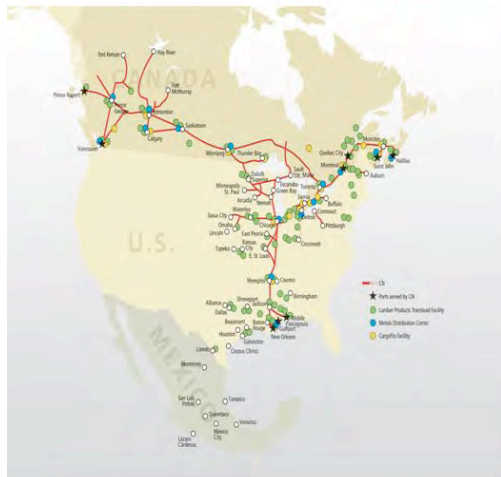 Fort Nelson
Hay River
CANADA
Fort
McMurray
Prince Rupert
Prince
George
Edmonton
Saskatoon
Calgary
Vancouver
Winnipeg
Thunder Bay
Duluth
Superior
Sault
Ste. Marie
Quebec City
Moncton
Montreal
Saint John
Halifax
Auburn
Minneapolis
St. Paul
Escanaba
Green Bay
Arcadia
Neenah
Toronto
Sarnia
Buffalo
Detroit
Pittsburgh
Waterloo
Sioux City
Chicago
Omaha
Lincoln
East Peoria
Kansas
City
Topeka
E. St. Louis
Cincinnati
U.S.
Memphis
Birmingham
Shreveport
Jackson
Alliance
Dallas
Mobile
Pascagoula
Gulfport
Beaumont
Baton
Rouge
New Orleans
Houston
Galveston
Corpus Christi
Laredo
MEXICO
Monterrey
San Luis
Potosi
Tampico
Queretaro
Mexico
City
Veracruz
Lazaro
Cardenas
CN
Ports served by CN
Lumber Products Transload Facility
Metals Distribution Center
CargoFlo Facility